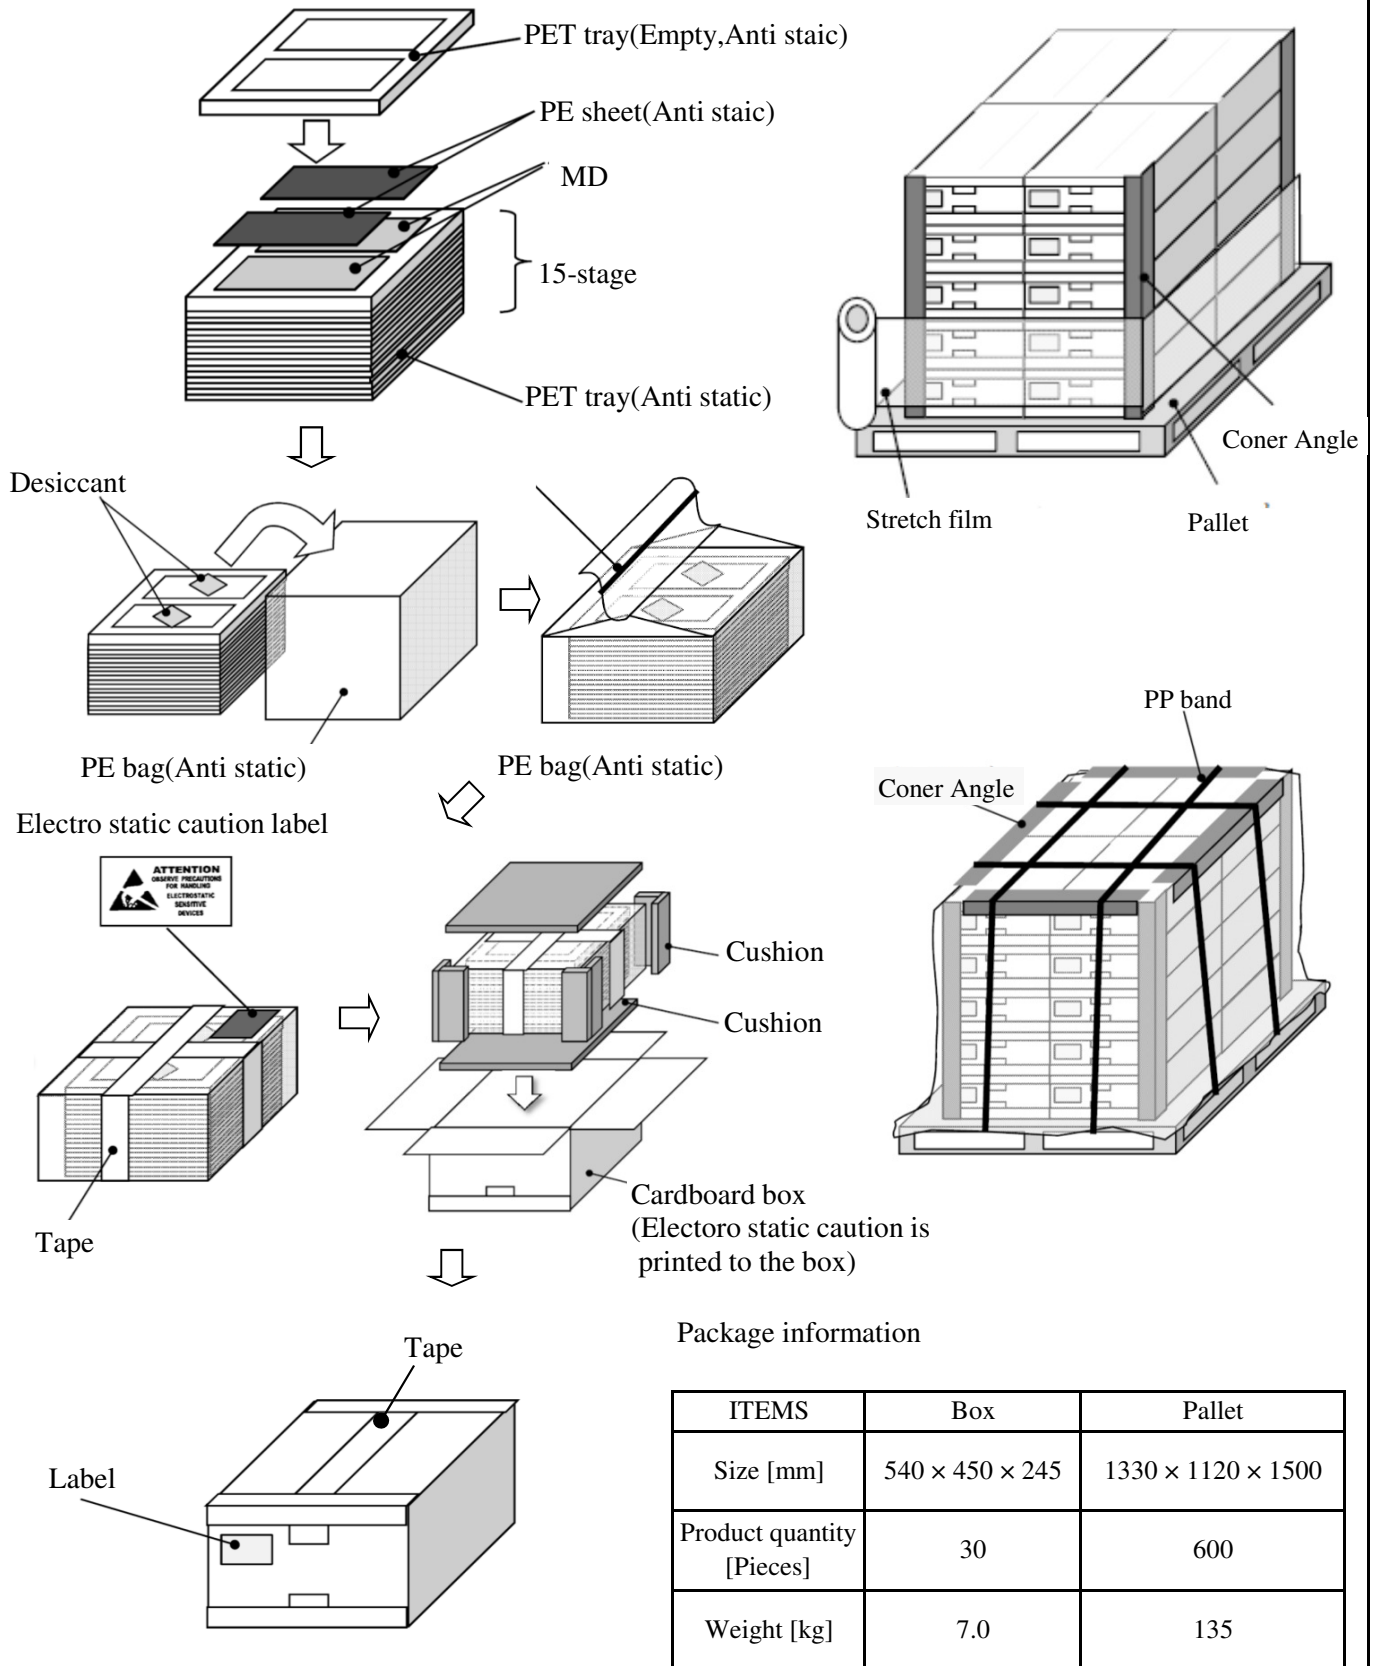 PET tray(Empty,Anti staic)
PE sheet(Anti staic)
MD
15-stage
PET tray(Anti static)
Coner Angle
Stretch film
Pallet
Desiccant
PE bag(Anti static)
PE bag(Anti static)
PP band
Coner Angle
Electro static caution label
ATTENTION
OBSERVE PRECAUTIONS
FOR HANDLING
ELECTROSTATIC
SENSITIVE
DEVICES
Cushion
Cushion
Tape
Cardboard box
(Electoro static caution is
printed to the box)
Tape
Label
Package information
ITEMS Box Pallet
Size [mm] 540 × 450 × 245 1330 × 1120 × 1500
Product quantity
[Pieces] 30 600
Weight [kg] 7.0 135